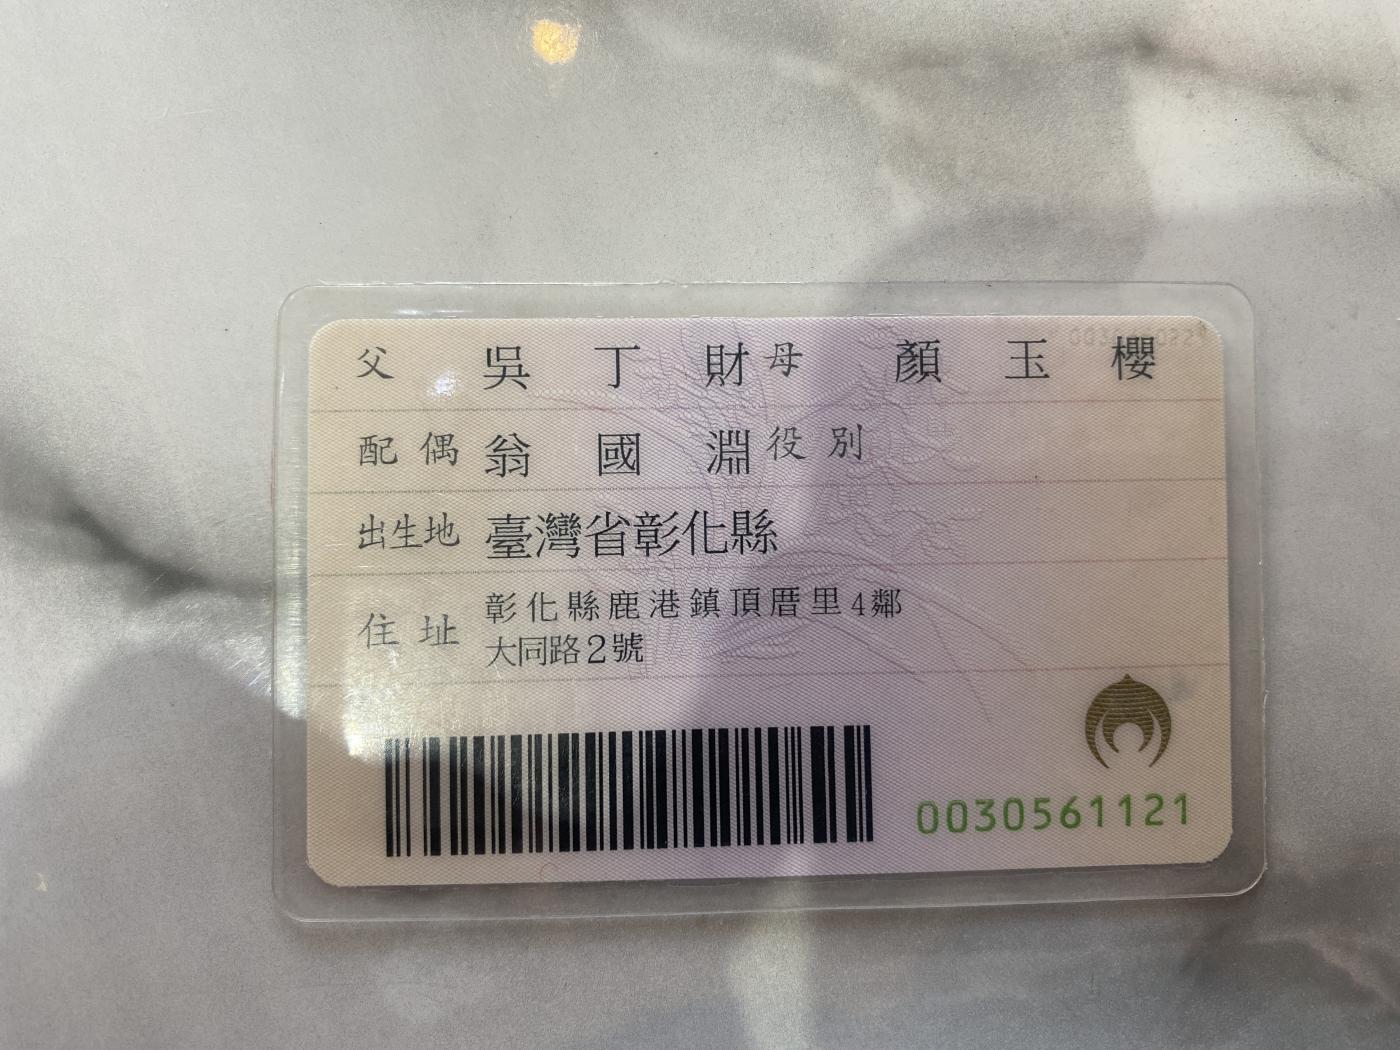 父 吳丁財 母 顏玉櫻
配偶 翁國淵 役別
出生地 臺灣省彰化縣
住址 彰化縣鹿港鎮頂厝里4鄰
大同路2號
0030561121